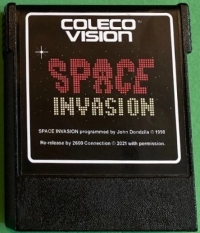 COLECO
VISION
SPACE
INVASION
SPACE INVASION programmed by John Dondzila © 1998
Re-release by 2600 Connection © 2021 with permission.